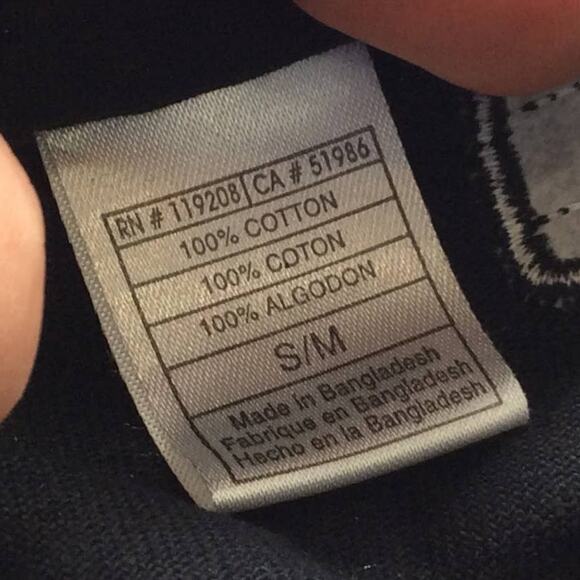 RN # 119208 CA # 51986
100% COTTON
100% COTON
100% ALGODON
S/M
Made in Bangladesh
Fabrique en Bangladesh
Hecho en la Bangladesh